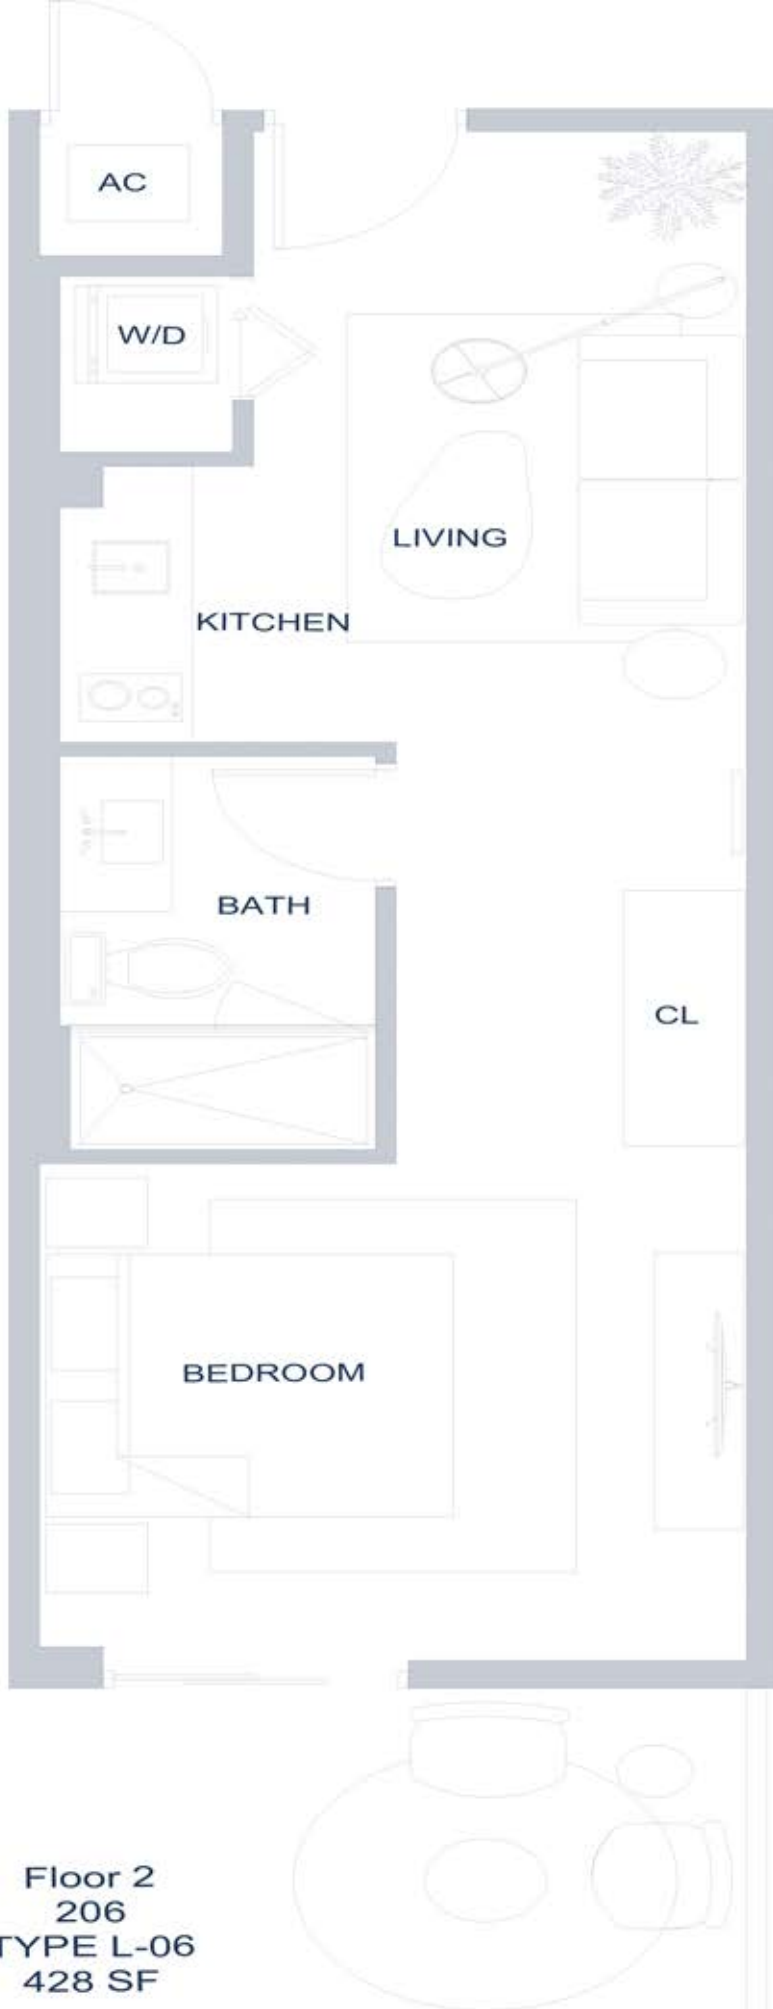 AC
W/D
LIVING
KITCHEN
BATH
CL
BEDROOM
Floor 2
206
TYPE L-06
428 SF